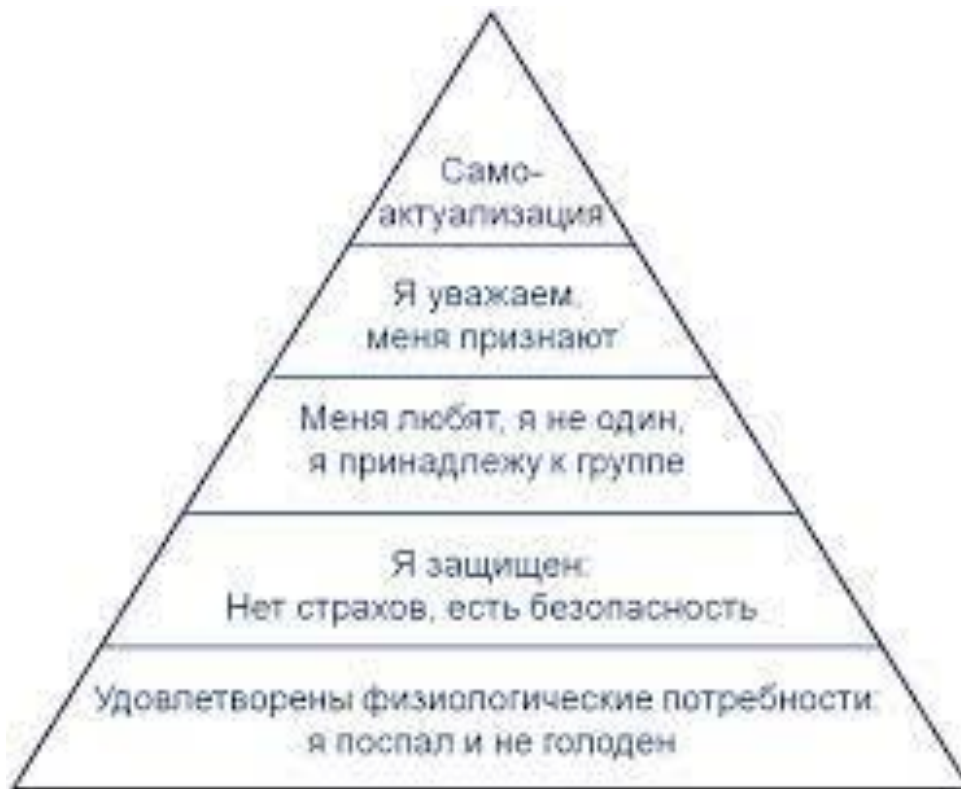 Само-
актуализация
Я уважаем,
меня признают
Меня любят, я не один,
я принадлежу к группе
Я защищен:
Нет страхов, есть безопасность
Удовлетворены физиологические потребности:
я поспал и не голоден